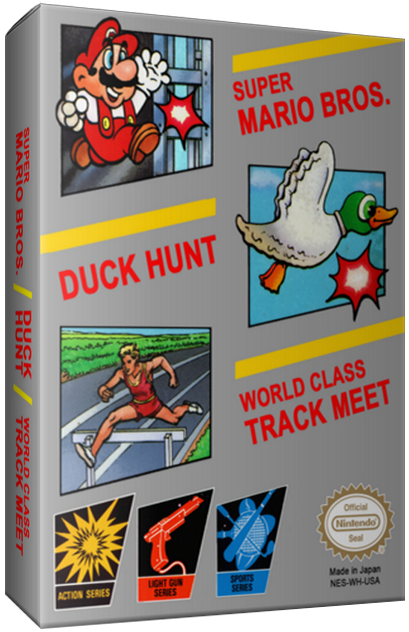 SUPER
MARIO BROS.
DUCK HUNT
WORLD CLASS
TRACK MEET
ACTION SERIES
LIGHT GUN
SERIES
SPORTS
SERIES
Official
Nintendo
Seal
Made in Japan
NES-WH-USA
SUPER
MARIO BROS. / DUCK
HUNT / WORLD CLASS
TRACK MEET